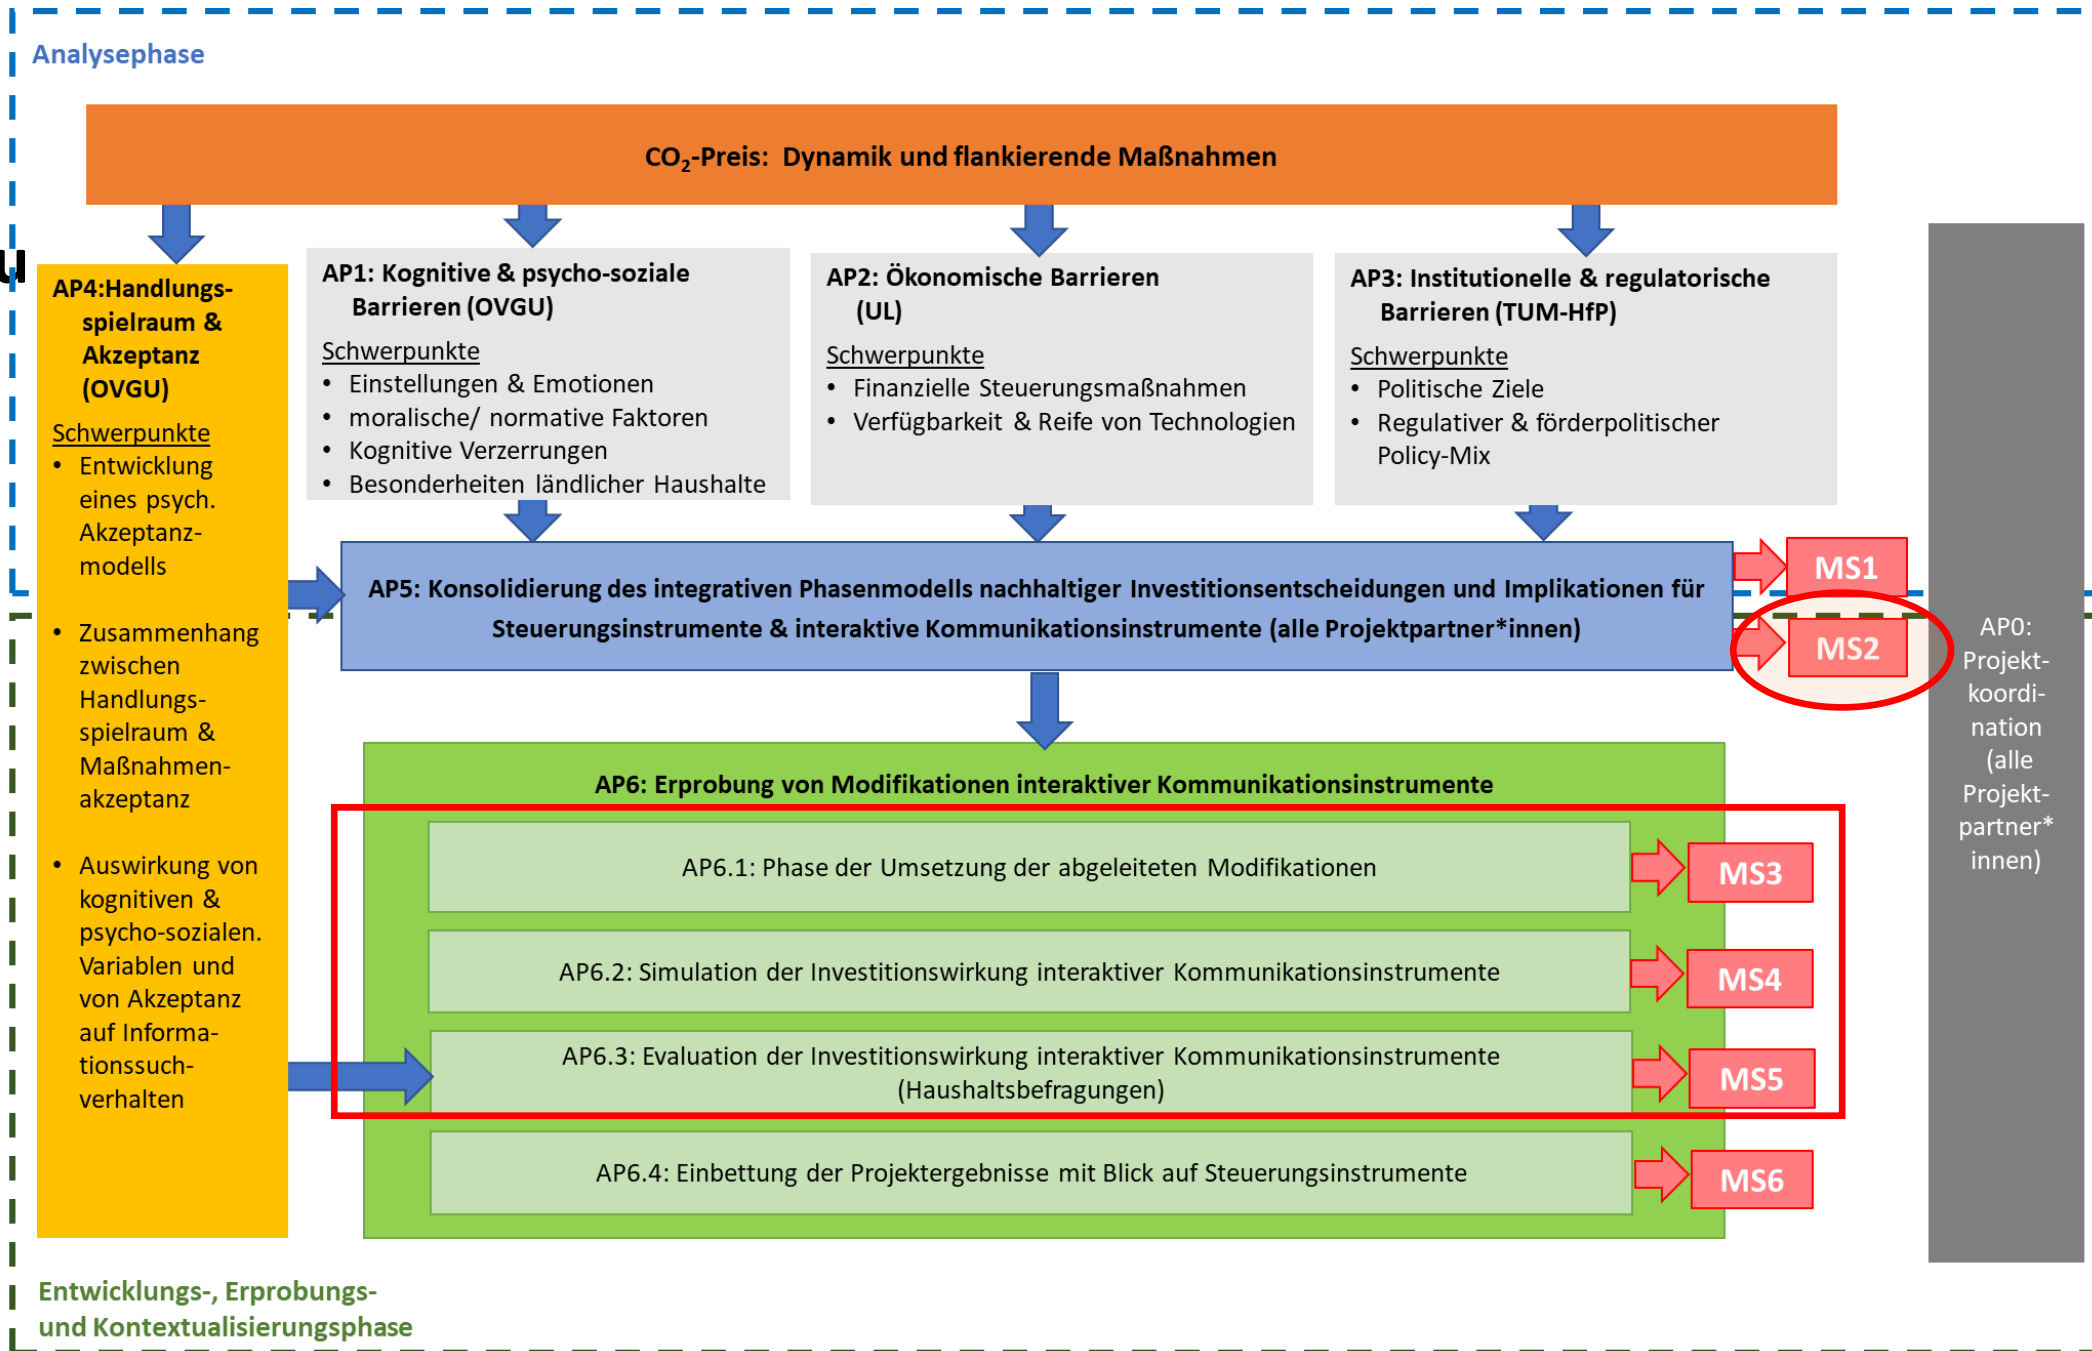 Analysephase
CO₂-Preis:  Dynamik und flankierende Maßnahmen
u
AP4:Handlungs-
spielraum &
Akzeptanz
(OVGU)
Schwerpunkte
• Entwicklung
eines psych.
Akzeptanz-
modells
• Zusammenhang
zwischen
Handlungs-
spielraum &
Maßnahmen-
akzeptanz
• Auswirkung von
kognitiven &
psycho-sozialen.
Variablen und
von Akzeptanz
auf Informa-
tionssuch-
verhalten
AP1: Kognitive & psycho-soziale
Barrieren (OVGU)
Schwerpunkte
• Einstellungen & Emotionen
• moralische/ normative Faktoren
• Kognitive Verzerrungen
• Besonderheiten ländlicher Haushalte
AP2: Ökonomische Barrieren
(UL)
Schwerpunkte
• Finanzielle Steuerungsmaßnahmen
• Verfügbarkeit & Reife von Technologien
AP3: Institutionelle & regulatorische
Barrieren (TUM-HfP)
Schwerpunkte
• Politische Ziele
• Regulativer & förderpolitischer
Policy-Mix
AP5: Konsolidierung des integrativen Phasenmodells nachhaltiger Investitionsentscheidungen und Implikationen für
Steuerungsinstrumente & interaktive Kommunikationsinstrumente (alle Projektpartner*innen)
MS1
MS2
AP0:
Projekt-
koordi-
nation
(alle
Projekt-
partner*
innen)
AP6: Erprobung von Modifikationen interaktiver Kommunikationsinstrumente
AP6.1: Phase der Umsetzung der abgeleiteten Modifikationen
MS3
AP6.2: Simulation der Investitionswirkung interaktiver Kommunikationsinstrumente
MS4
AP6.3: Evaluation der Investitionswirkung interaktiver Kommunikationsinstrumente
(Haushaltsbefragungen)
MS5
AP6.4: Einbettung der Projektergebnisse mit Blick auf Steuerungsinstrumente
MS6
Entwicklungs-, Erprobungs-
und Kontextualisierungsphase